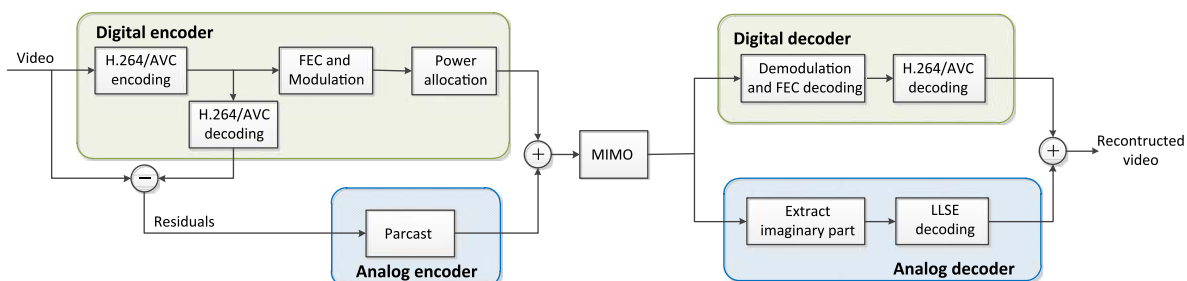 Digital encoder
Video
H.264/AVC
encoding
FEC and
Modulation
Power
allocation
H.264/AVC
decoding
−
Residuals
Parcast
Analog encoder
+
MIMO
Digital decoder
Demodulation
and FEC decoding
H.264/AVC
decoding
Extract
imaginary part
LLSE
decoding
Analog decoder
+
Recontructed
video